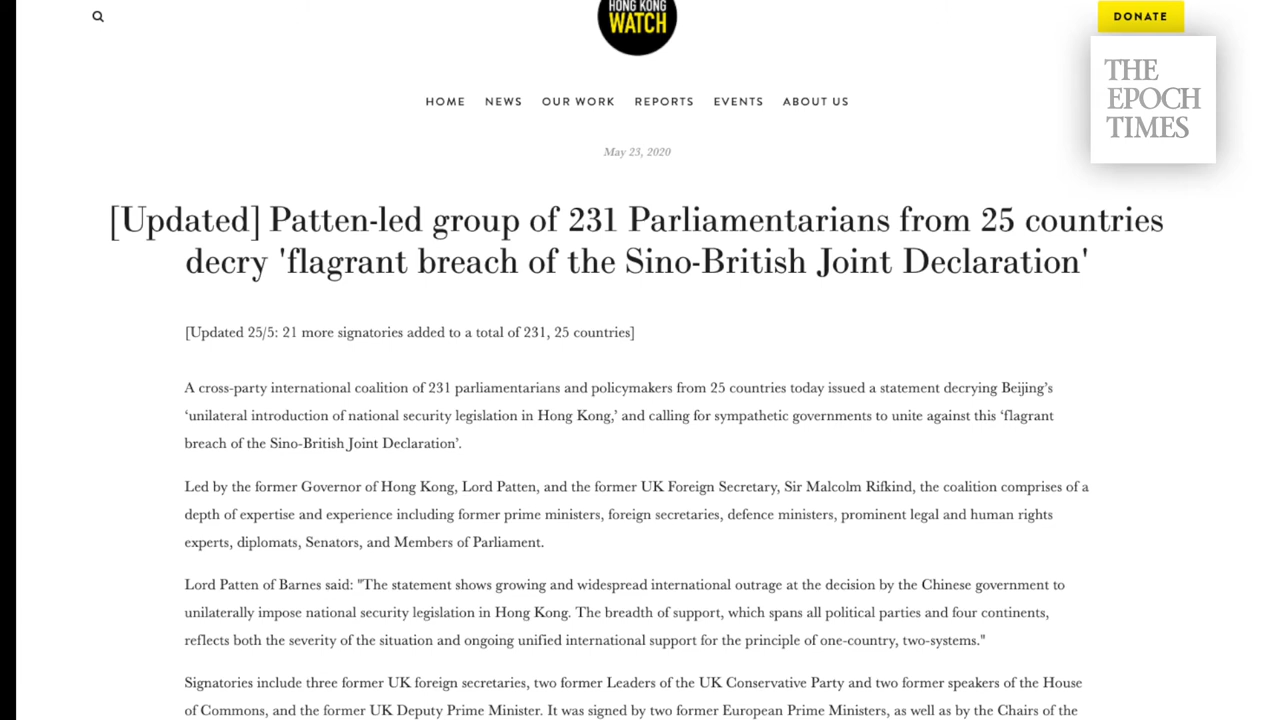 HONG KONG
WATCH
DONATE
THE
EPOCH
TIMES
HOME NEWS OUR WORK REPORTS EVENTS ABOUT US
May 23, 2020
[Updated] Patten-led group of 231 Parliamentarians from 25 countries
decry 'flagrant breach of the Sino-British Joint Declaration'
[Updated 25/5: 21 more signatories added to a total of 231, 25 countries]
A cross-party international coalition of 231 parliamentarians and policymakers from 25 countries today issued a statement decrying Beijing’s
‘unilateral introduction of national security legislation in Hong Kong,’ and calling for sympathetic governments to unite against this ‘flagrant
breach of the Sino-British Joint Declaration’.
Led by the former Governor of Hong Kong, Lord Patten, and the former UK Foreign Secretary, Sir Malcolm Rifkind, the coalition comprises of a
depth of expertise and experience including former prime ministers, foreign secretaries, defence ministers, prominent legal and human rights
experts, diplomats, Senators, and Members of Parliament.
Lord Patten of Barnes said: "The statement shows growing and widespread international outrage at the decision by the Chinese government to
unilaterally impose national security legislation in Hong Kong. The breadth of support, which spans all political parties and four continents,
reflects both the severity of the situation and ongoing unified international support for the principle of one-country, two-systems."
Signatories include three former UK foreign secretaries, two former Leaders of the UK Conservative Party and two former speakers of the House
of Commons, and the former UK Deputy Prime Minister. It was signed by two former European Prime Ministers, as well as by the Chairs of the